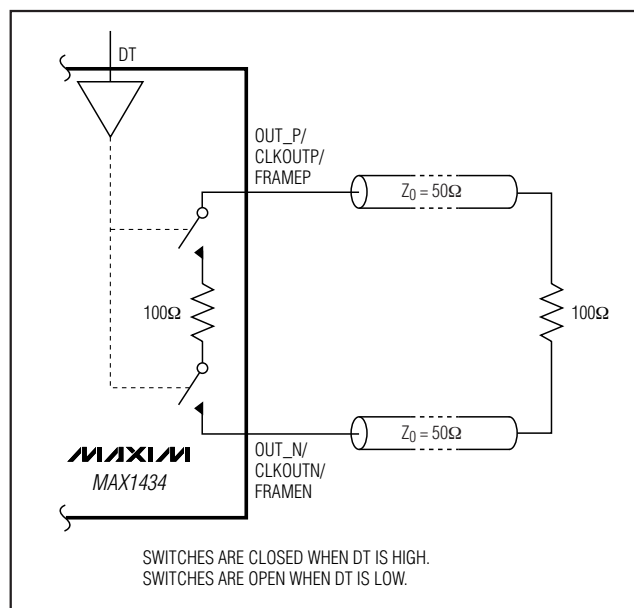 DT
OUT_P/
CLKOUTP/
FRAMEP
Z₀ = 50Ω
100Ω
100Ω
Z₀ = 50Ω
OUT_N/
CLKOUTN/
FRAMEN
MAXIM
MAX1434
SWITCHES ARE CLOSED WHEN DT IS HIGH.
SWITCHES ARE OPEN WHEN DT IS LOW.